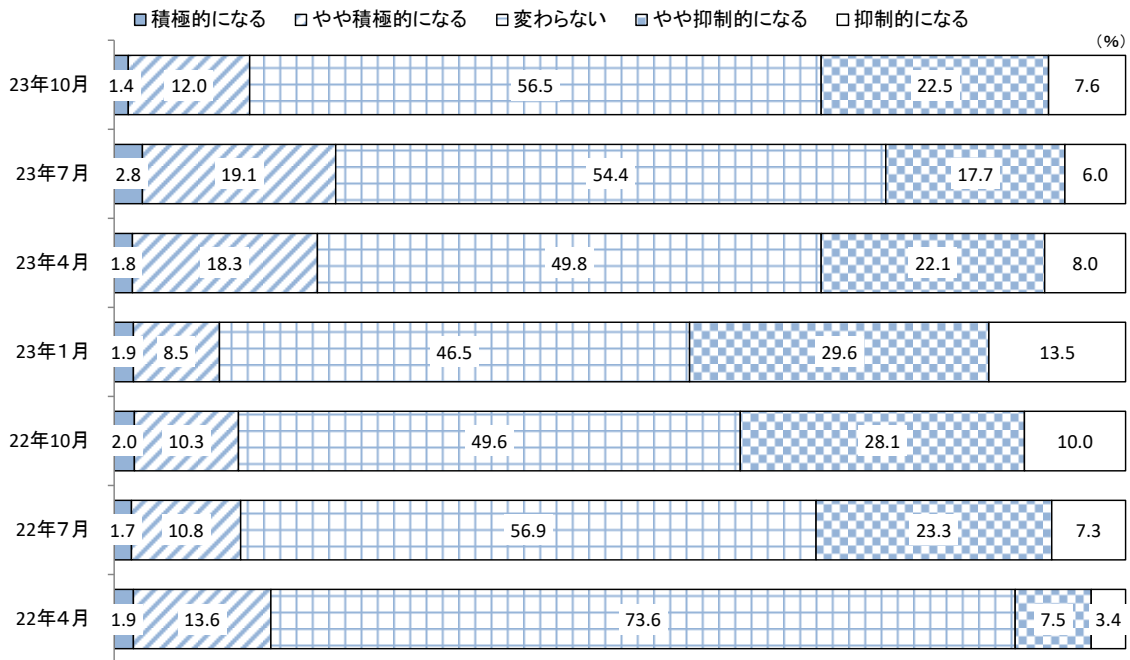 積極的になる やや積極的になる 変わらない やや抑制的になる 抑制的になる
(%)
23年10月 1.4 12.0 56.5 22.5 7.6
23年7月 2.8 19.1 54.4 17.7 6.0
23年4月 1.8 18.3 49.8 22.1 8.0
23年1月 1.9 8.5 46.5 29.6 13.5
22年10月 2.0 10.3 49.6 28.1 10.0
22年7月 1.7 10.8 56.9 23.3 7.3
22年4月 1.9 13.6 73.6 7.5 3.4